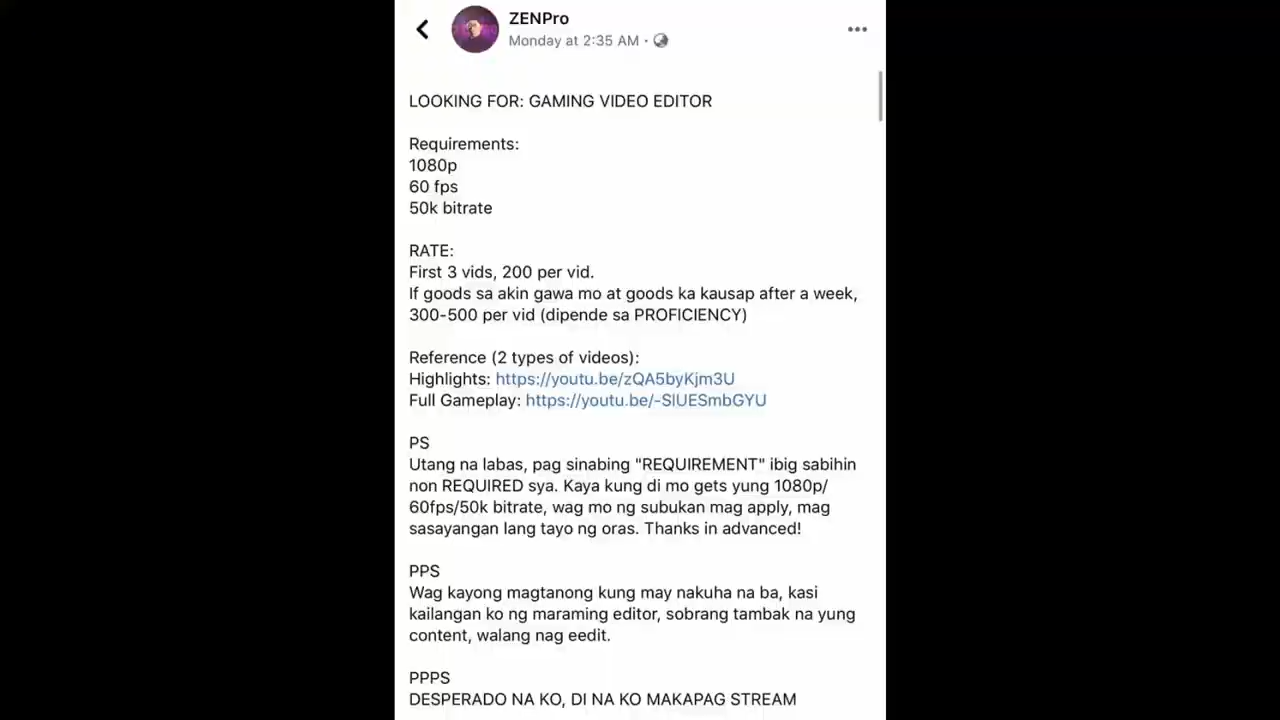 ZENPro
Monday at 2:35 AM ·
LOOKING FOR: GAMING VIDEO EDITOR
Requirements:
1080p
60 fps
50k bitrate
RATE:
First 3 vids, 200 per vid.
If goods sa akin gawa mo at goods ka kausap after a week,
300-500 per vid (dipende sa PROFICIENCY)
Reference (2 types of videos):
Highlights: https://youtu.be/zQA5byKjm3U
Full Gameplay: https://youtu.be/-SlUESmbGYU
PS
Utang na labas, pag sinabing "REQUIREMENT" ibig sabihin
non REQUIRED sya. Kaya kung di mo gets yung 1080p/
60fps/50k bitrate, wag mo ng subukan mag apply, mag
sasayangan lang tayo ng oras. Thanks in advanced!
PPS
Wag kayong magtanong kung may nakuha na ba, kasi
kailangan ko ng maraming editor, sobrang tambak na yung
content, walang nag eedit.
PPPS
DESPERADO NA KO, DI NA KO MAKAPAG STREAM